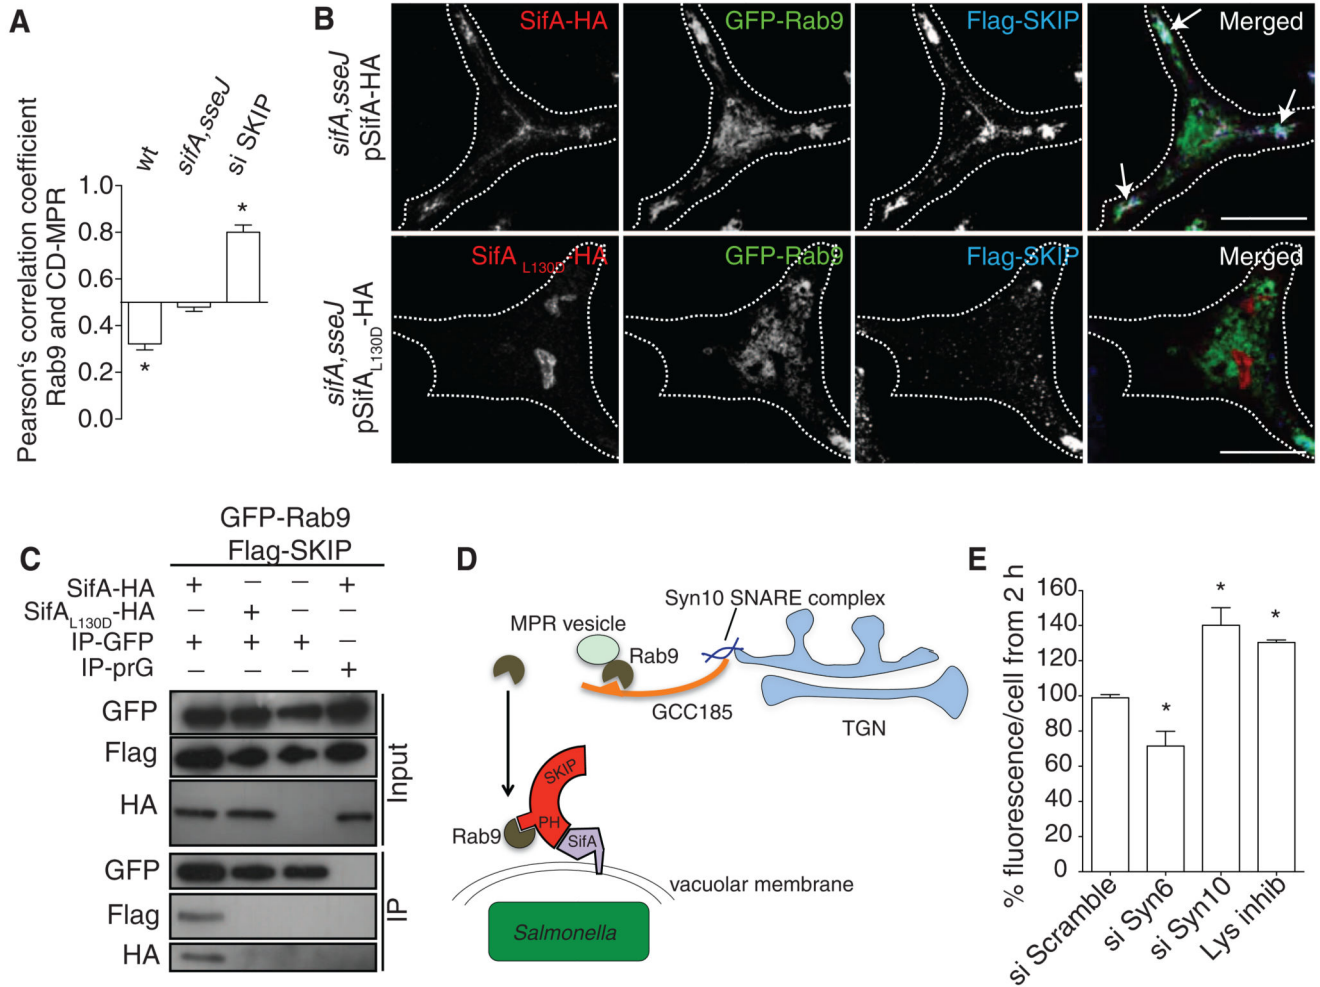 A
wt
sifA,sseJ
si SKIP
Pearson's correlation coefficient
Rab9 and CD-MPR
1.0
0.8
0.6
0.4
0.2
0.0
*
*
B
sifA,sseJ
pSifA-HA
SifA-HA
GFP-Rab9
Flag-SKIP
Merged
sifA,sseJ
pSifAL130D-HA
SifA L130D-HA
GFP-Rab9
Flag-SKIP
Merged
C
GFP-Rab9
Flag-SKIP
SifA-HA + − − +
SifAL130D-HA − + − −
IP-GFP + + + −
IP-prG − − − +
GFP
Flag
HA
Input
GFP
Flag
HA
IP
D
Syn10 SNARE complex
MPR vesicle
Rab9
GCC185
TGN
SKIP
PH
Rab9
SifA
vacuolar membrane
Salmonella
E
% fluorescence/cell from 2 h
160
140
120
100
80
60
40
20
0
*
*
*
si Scramble
si Syn6
si Syn10
Lys inhib